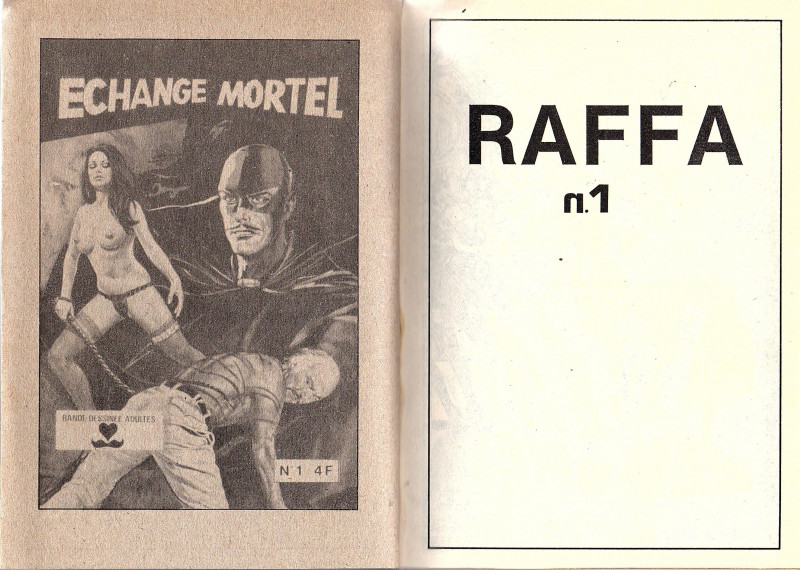 ECHANGE MORTEL
BANDE DESSINEE ADULTES
N 1 4F
RAFFA
n.1